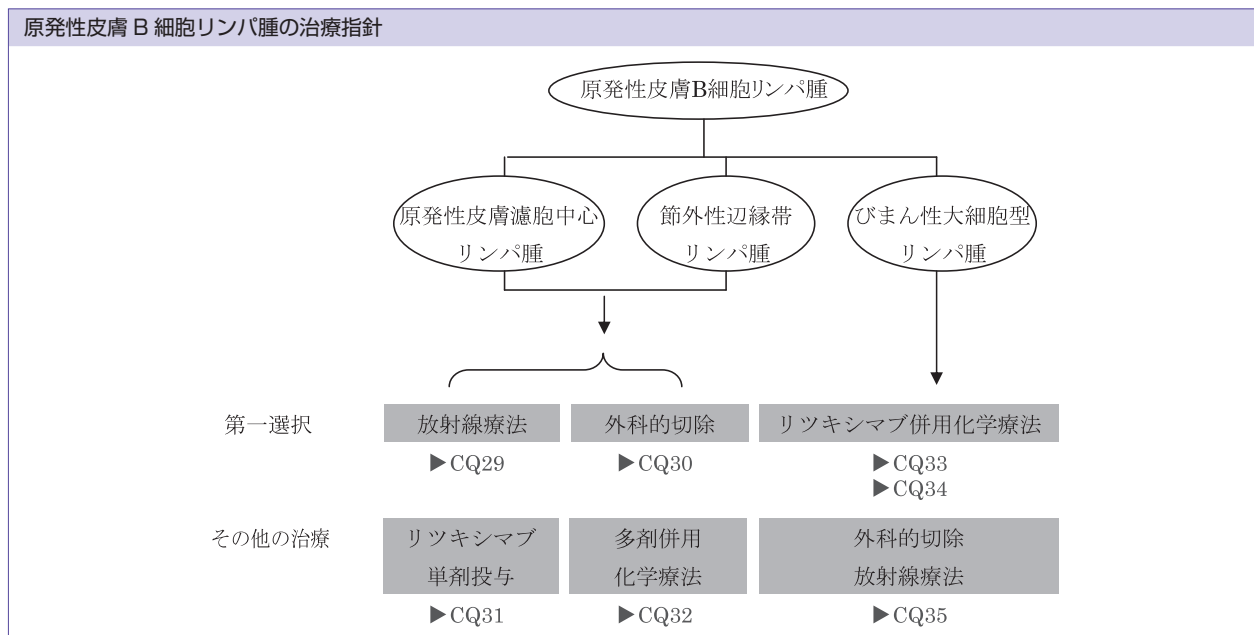 原発性皮膚 B 細胞リンパ腫の治療指針
原発性皮膚B細胞リンパ腫
原発性皮膚濾胞中心
リンパ腫
節外性辺縁帯
リンパ腫
びまん性大細胞型
リンパ腫
第一選択
放射線療法
▶CQ29
外科的切除
▶CQ30
リツキシマブ併用化学療法
▶CQ33
▶CQ34
その他の治療
リツキシマブ
単剤投与
▶CQ31
多剤併用
化学療法
▶CQ32
外科的切除
放射線療法
▶CQ35